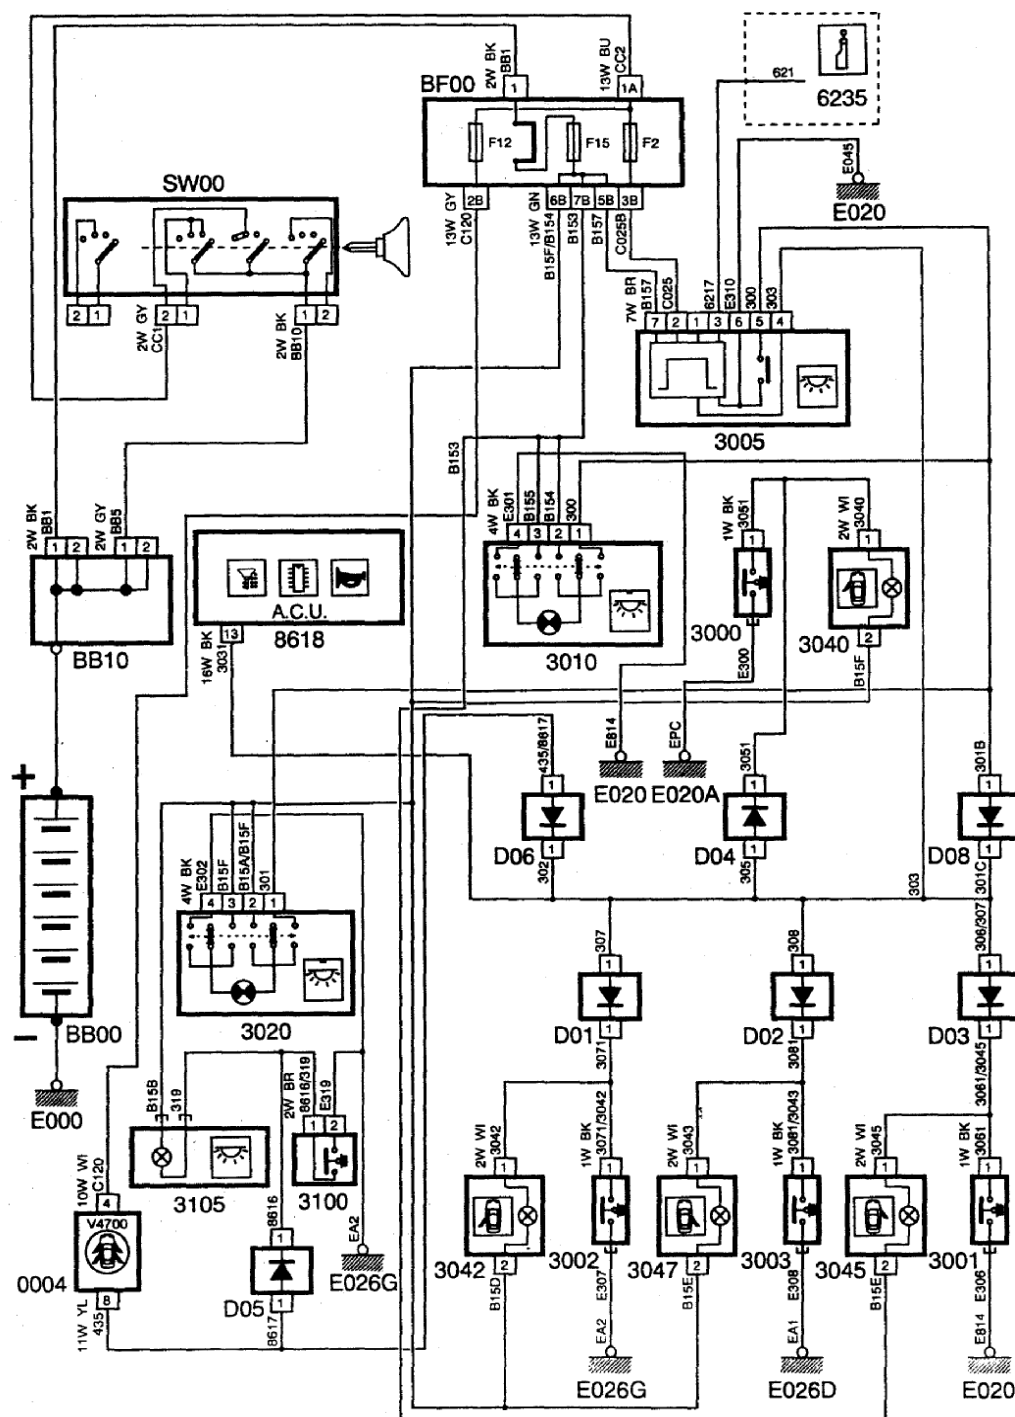 2W BK
BB1
13W BU
CC2
BF00
1
1A
621
6235
F12
F15
F2
E045
E020
SW00
2B
6B
7B
5B
3B
13W GY
C120
13W GN
B15F/B154
B153
B157
C025B
2
1
2
1
1
2
2W GY
CC1
2W BK
BB10
7W BR
B157
C025
6217
E310
300
303
7
2
1
3
6
5
4
3005
B153
2W BK
BB1
2W GY
BB5
1
2
1
2
BB10
A.C.U.
8618
13
16W BK
3031
4W BK
E301
B155
B154
300
4
3
2
1
3010
1W BK
3051
1
3000
E300
2W WI
3040
1
3040
2
B15F
+
−
BB00
E000
435/8617
1
D06
1
302
E814
E020
EPC
E020A
3051
1
D04
1
305
301B
1
D08
1
301C
303
4W BK
E302
B15F
B15A/B15F
301
4
3
2
1
3020
307
1
D01
1
3071
308
1
D02
1
3081
306/307
1
D03
1
3061/3045
B15B
319
3105
2W BR
8616/319
E319
1
2
3100
EA2
E026G
10W WI
C120
4
V4700
0004
8
11W YL
435
8616
1
D05
1
8617
2W WI
3042
1
3042
2
B15D
1W BK
3071/3042
1
3002
E307
EA2
E026G
2W WI
3043
1
3047
2
B15E
1W BK
3081/3043
1
3003
E308
EA1
E026D
2W WI
3045
1
3045
2
B15E
1W BK
3061
1
3001
E306
E814
E020